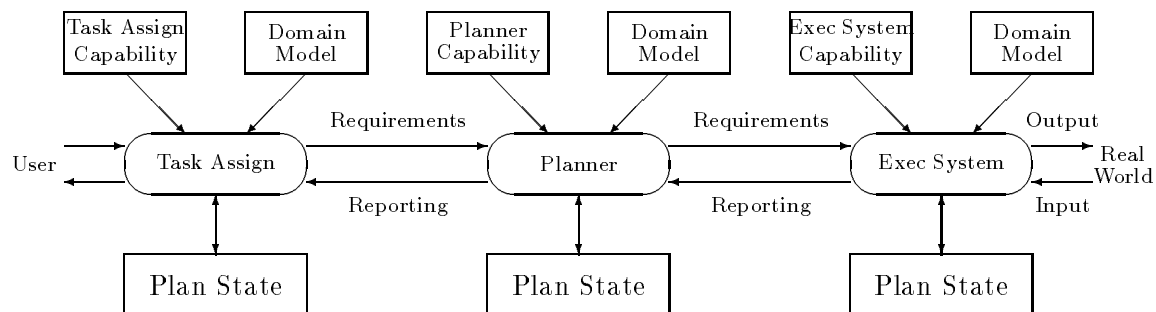 Task Assign
Capability
Domain
Model
Planner
Capability
Domain
Model
Exec System
Capability
Domain
Model
Requirements
Requirements
Output
User
Task Assign
Planner
Exec System
Real
World
Reporting
Reporting
Input
Plan State
Plan State
Plan State